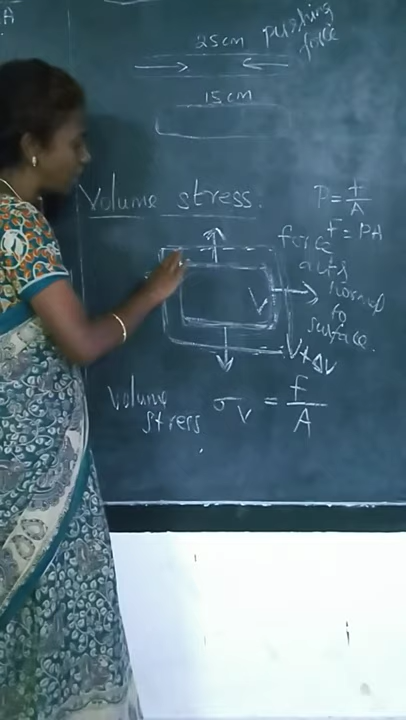 A
25cm pushing
force
15cm
Volume stress.
P = f/A
F = PA
force
acts
normal
to
surface.
V
V+Δv
Volume
stress σV = f/A